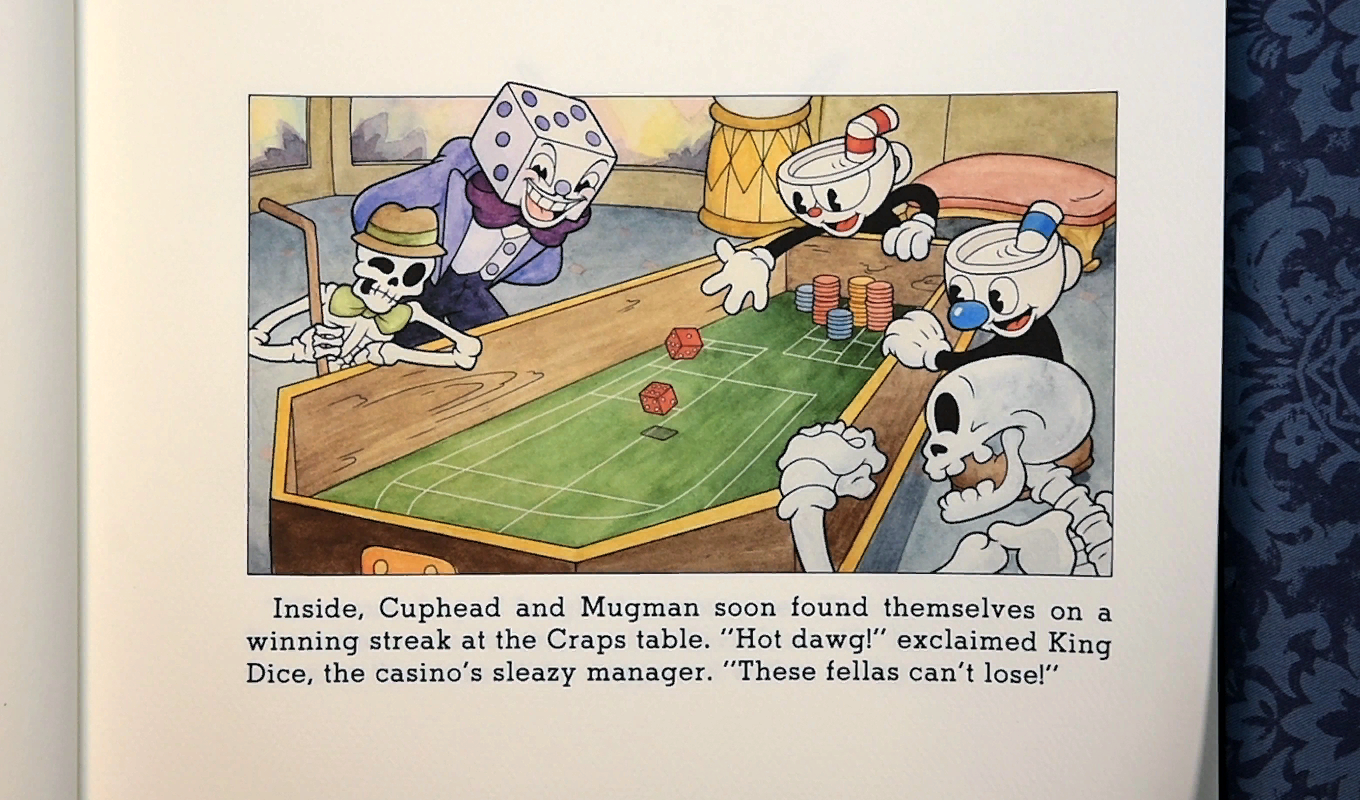 Inside, Cuphead and Mugman soon found themselves on a
winning streak at the Craps table. "Hot dawg!" exclaimed King
Dice, the casino's sleazy manager. "These fellas can't lose!"